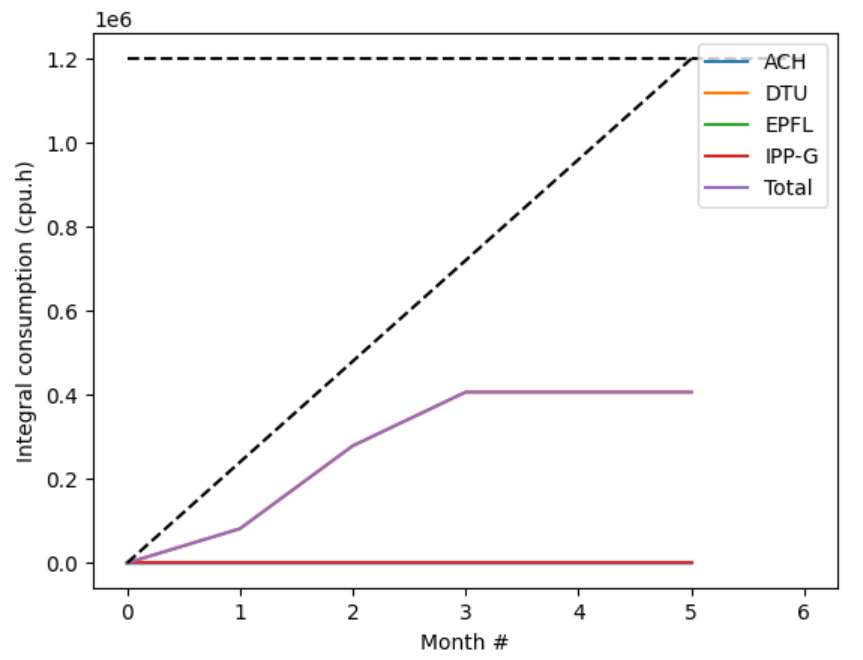 1e6
1.2
1.0
0.8
0.6
0.4
0.2
0.0
Integral consumption (cpu.h)
0 1 2 3 4 5 6
Month #
ACH
DTU
EPFL
IPP-G
Total